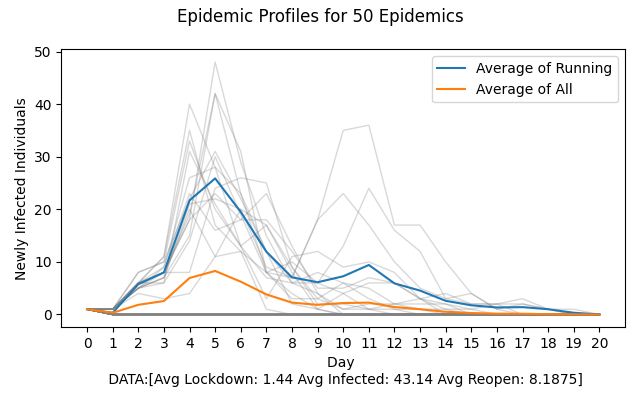 Epidemic Profiles for 50 Epidemics
50
40
30
20
10
0
Newly Infected Individuals
Average of Running
Average of All
0 1 2 3 4 5 6 7 8 9 10 11 12 13 14 15 16 17 18 19 20
Day
DATA:[Avg Lockdown: 1.44 Avg Infected: 43.14 Avg Reopen: 8.1875]